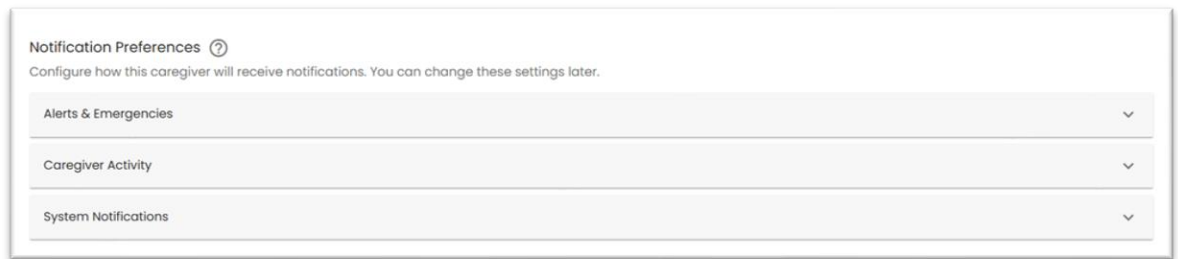 Notification Preferences ?
Configure how this caregiver will receive notifications. You can change these settings later.
Alerts & Emergencies
Caregiver Activity
System Notifications